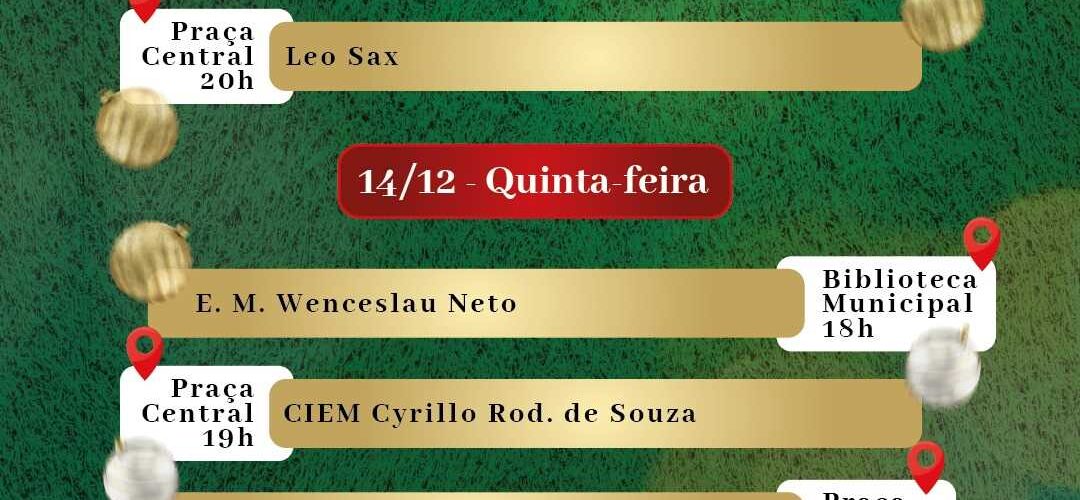 Praça
Central
20h
Leo Sax
14/12 - Quinta-feira
E. M. Wenceslau Neto
Biblioteca
Municipal
18h
Praça
Central
19h
CIEM Cyrillo Rod. de Souza